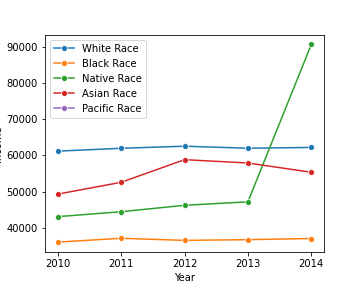 90000
80000
70000
60000
50000
40000
White Race
Black Race
Native Race
Asian Race
Pacific Race
2010 2011 2012 2013 2014
Year